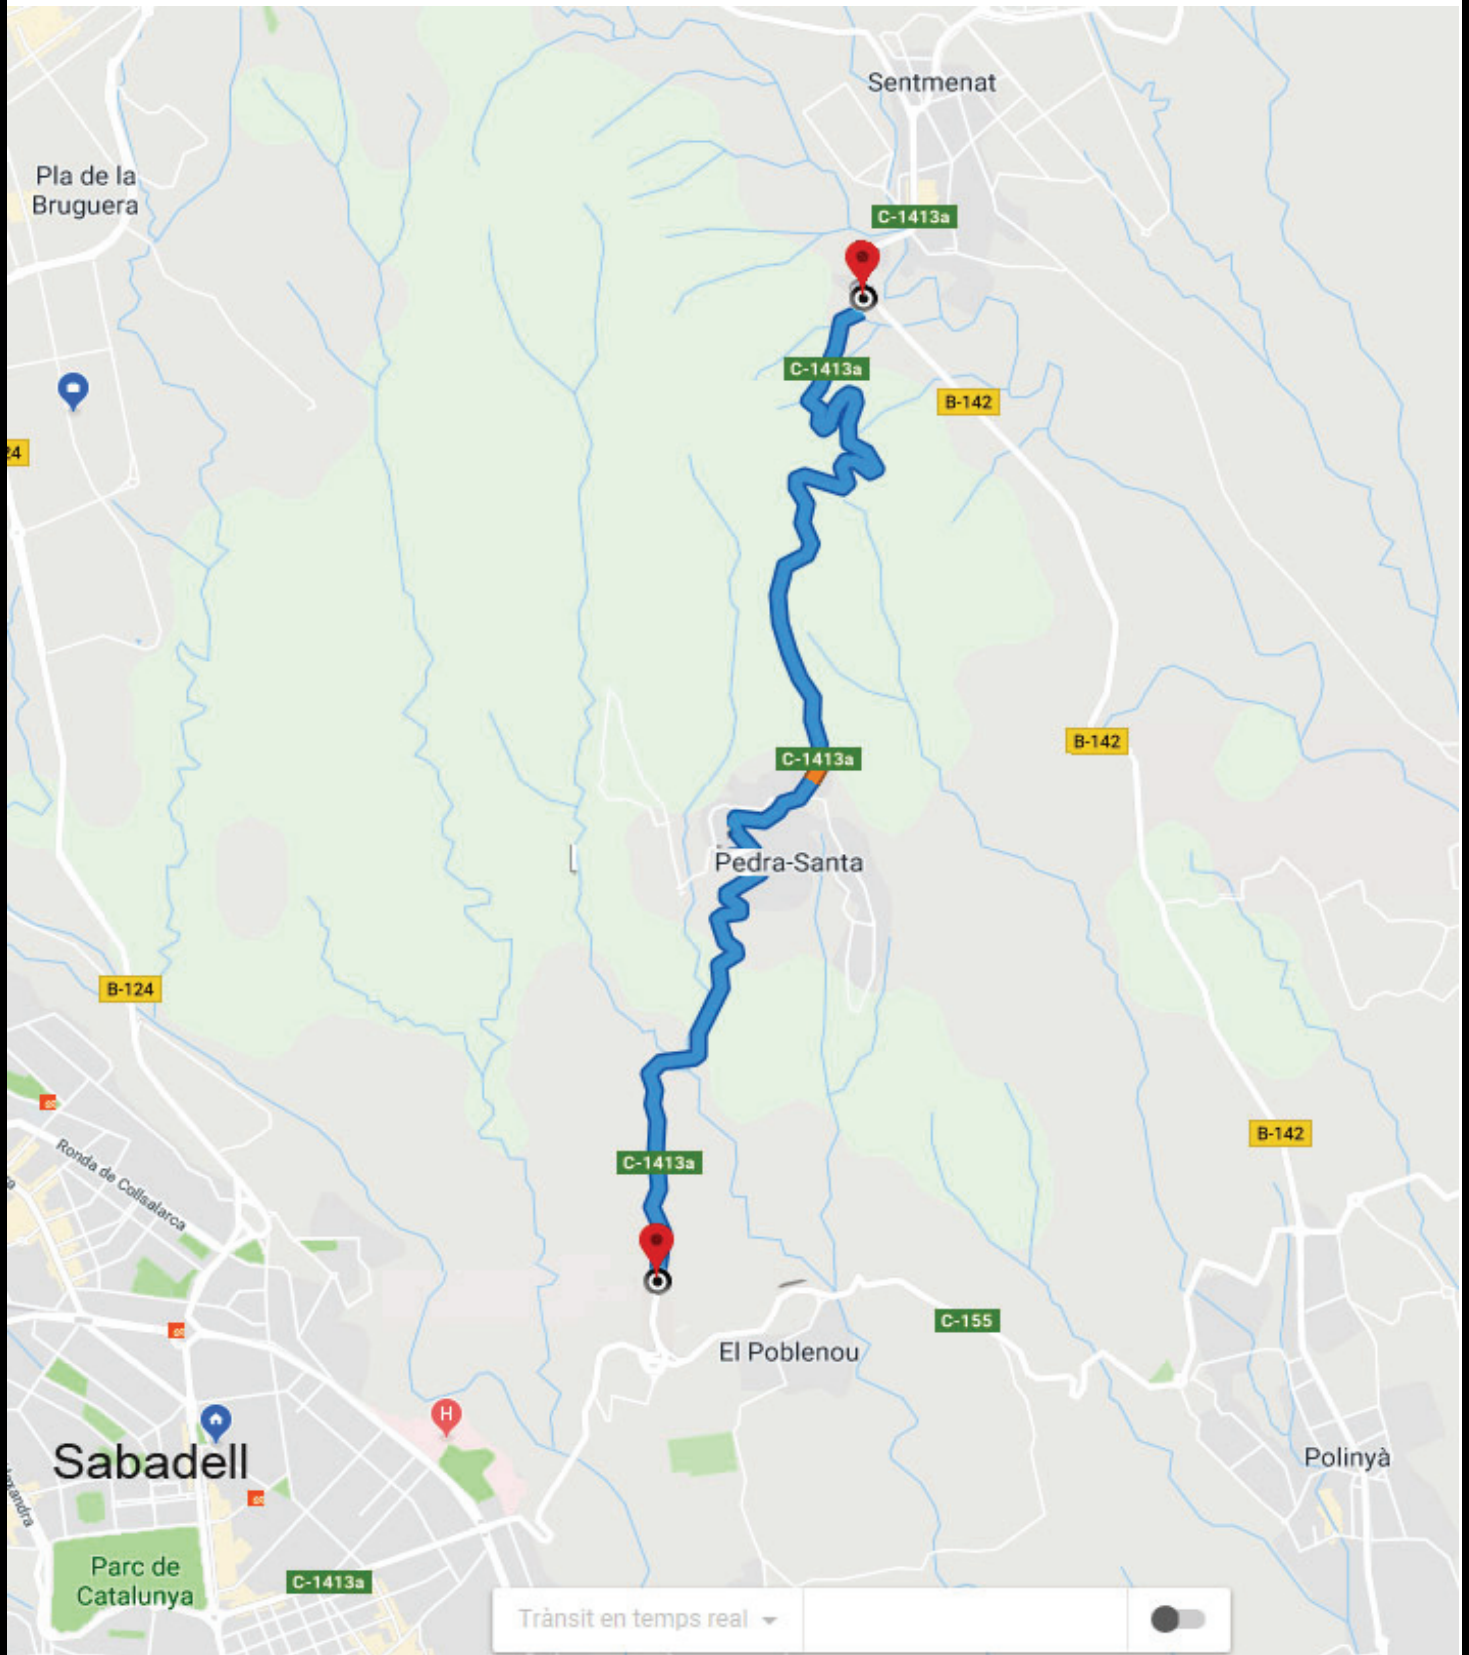 Sentmenat
Pla de la
Bruguera
C-1413a
C-1413a
B-142
24
B-142
C-1413a
Pedra-Santa
B-124
B-142
Ronda de Collsalarca
C-1413a
C-155
El Poblenou
H
Sabadell
Polinyà
Parc de
Catalunya
C-1413a
Trànsit en temps real